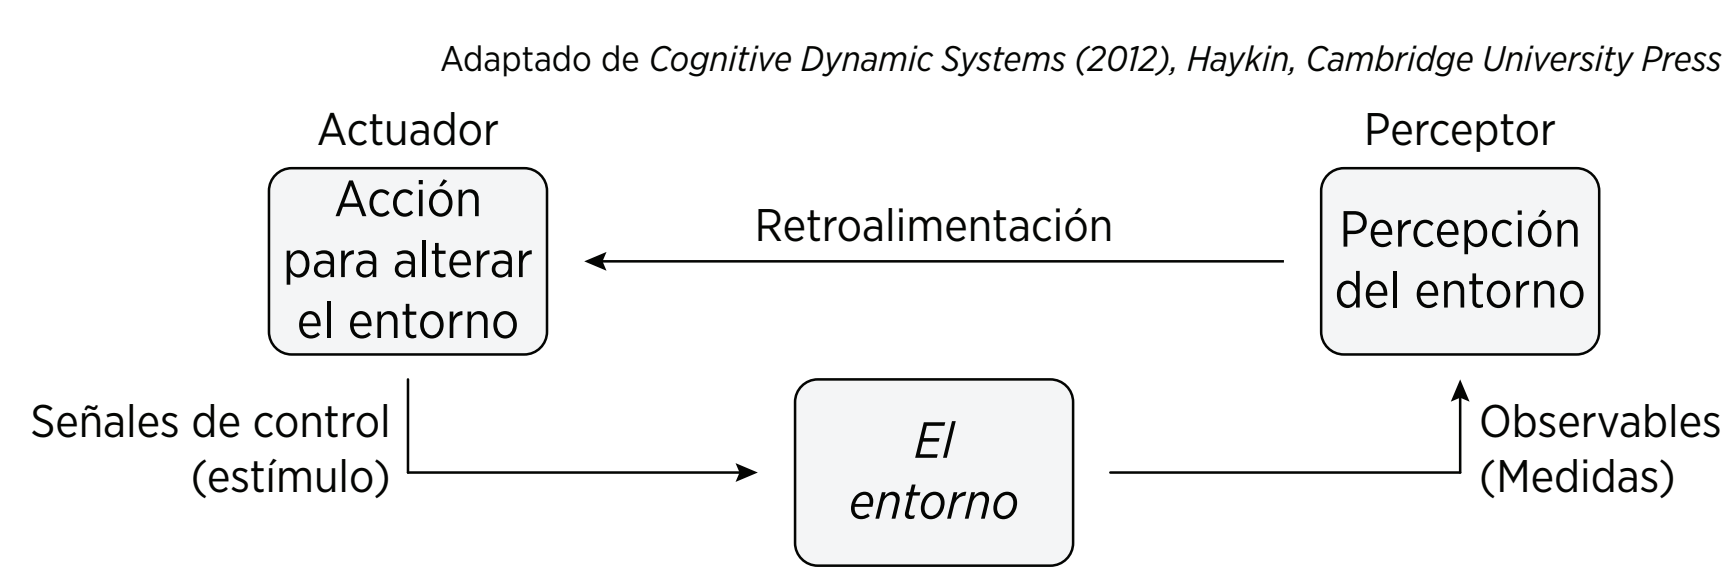 Adaptado de Cognitive Dynamic Systems (2012), Haykin, Cambridge University Press
Actuador
Perceptor
Acción
para alterar
el entorno
Retroalimentación
Percepción
del entorno
Señales de control
(estímulo)
El
entorno
Observables
(Medidas)